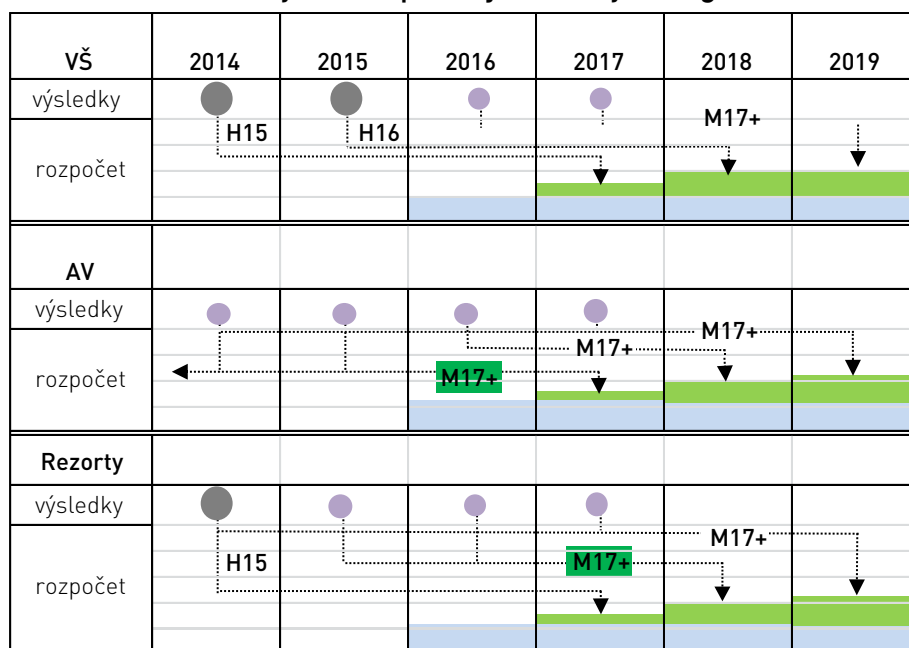 VŠ 2014 2015 2016 2017 2018 2019
výsledky
H15 H16 M17+
rozpočet
AV
výsledky
M17+
M17+
rozpočet M17+
Rezorty
výsledky
M17+
H15 M17+
rozpočet